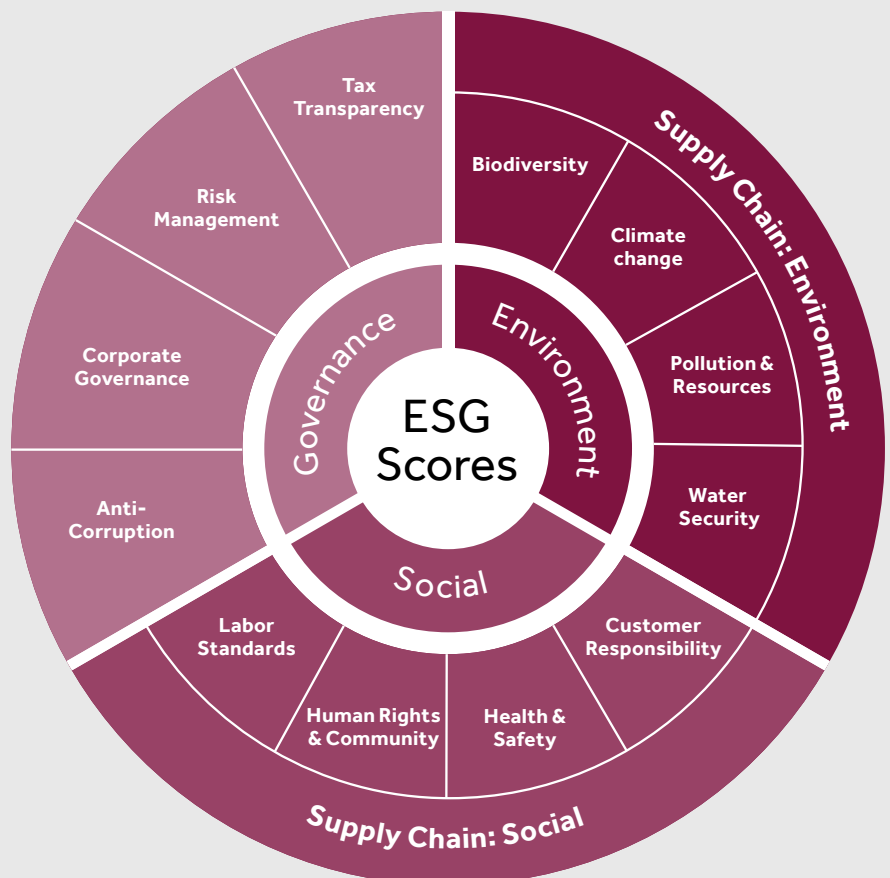 ESG
Scores
Environment
Biodiversity
Climate
change
Pollution &
Resources
Water
Security
Supply Chain: Environment
Social
Customer
Responsibility
Health &
Safety
Human Rights
& Community
Labor
Standards
Supply Chain: Social
Governance
Anti-
Corruption
Corporate
Governance
Risk
Management
Tax
Transparency